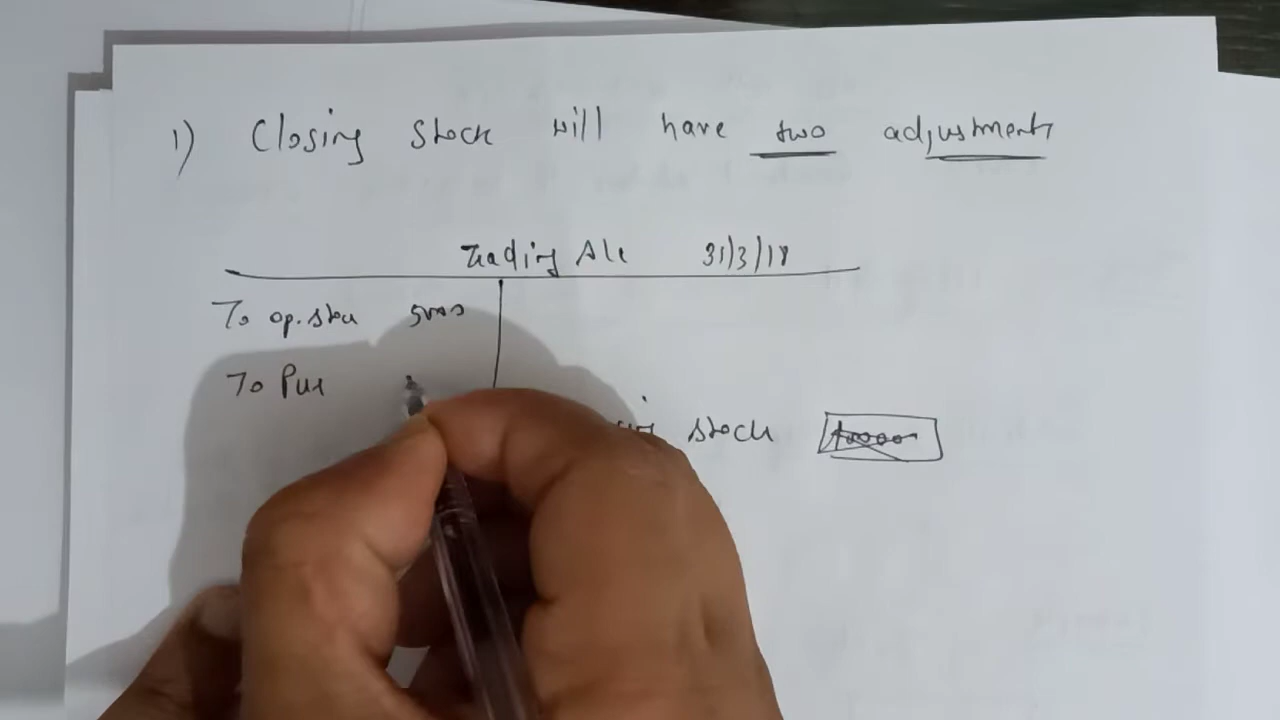 1) Closing Stock will have two adjustments
Trading A/c 31/3/18
To op. stock 5000
To Pur
stock